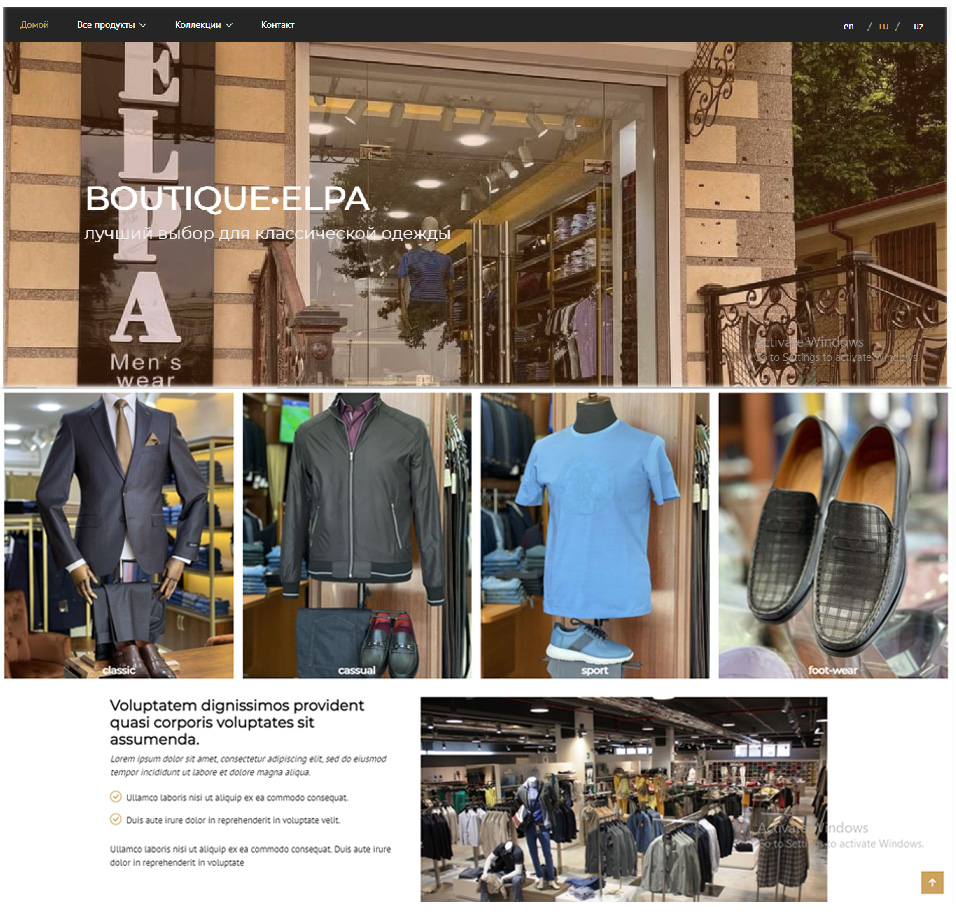 Домой Все продукты Коллекции Контакт en / ru / uz
ELPA
BOUTIQUE•ELPA
лучший выбор для классической одежды
Men's
wear
Activate Windows
Go to Settings to activate Windows.
classic cassual sport foot-wear
Voluptatem dignissimos provident
quasi corporis voluptates sit
assumenda.
Lorem ipsum dolor sit amet, consectetur adipiscing elit, sed do eiusmod
tempor incididunt ut labore et dolore magna aliqua.
Ullamco laboris nisi ut aliquip ex ea commodo consequat.
Duis aute irure dolor in reprehenderit in voluptate velit.
Ullamco laboris nisi ut aliquip ex ea commodo consequat. Duis aute irure
dolor in reprehenderit in voluptate
Activate Windows
Go to Settings to activate Windows.